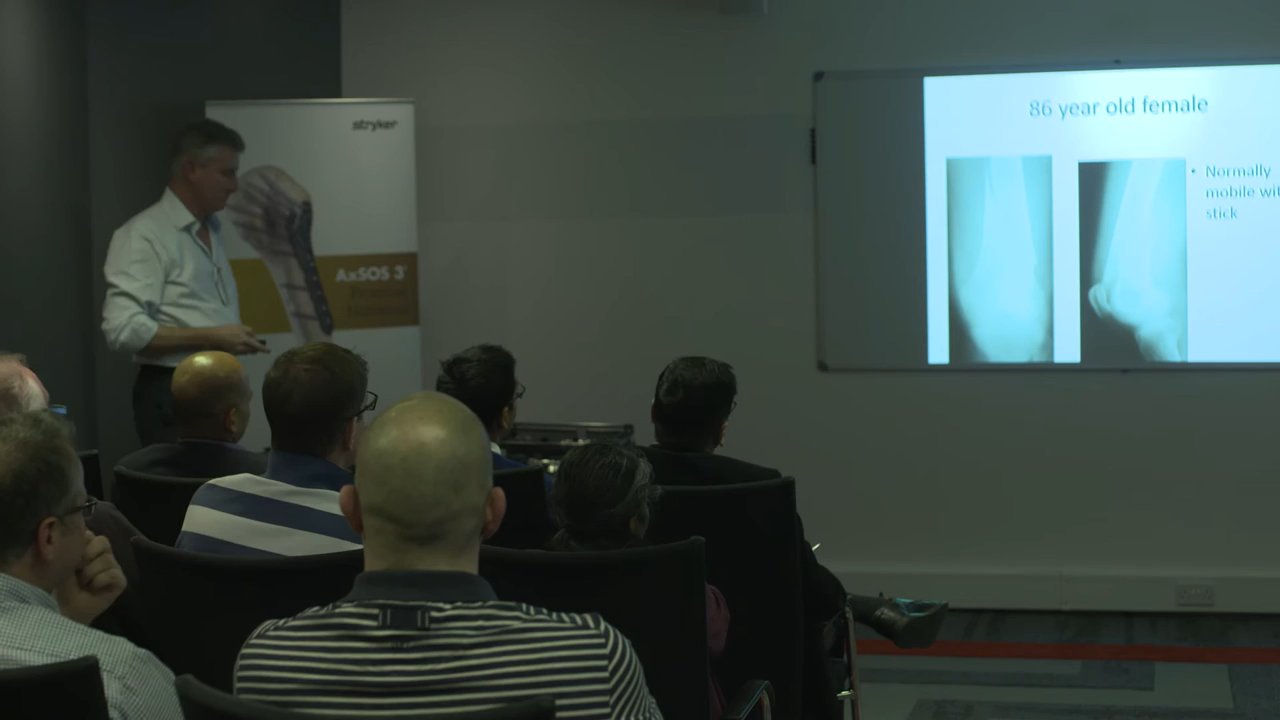 stryker
AxSOS 3
86 year old female
• Normally
mobile wit
stick